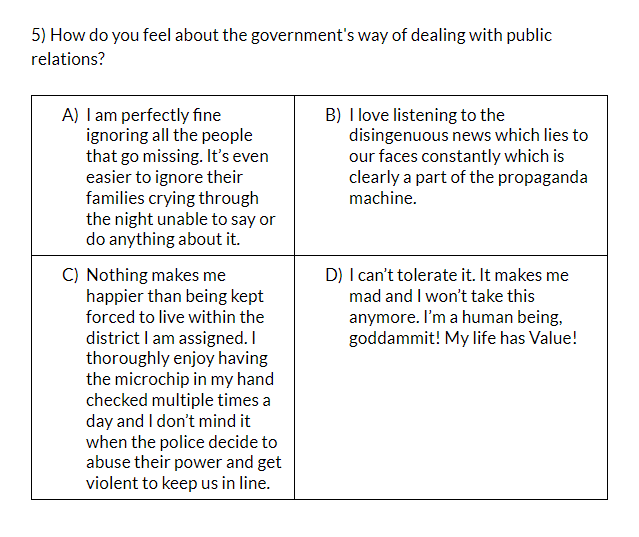 5) How do you feel about the government's way of dealing with public
relations?
A) I am perfectly fine
ignoring all the people
that go missing. It's even
easier to ignore their
families crying through
the night unable to say or
do anything about it.
B) I love listening to the
disingenuous news which lies to
our faces constantly which is
clearly a part of the propaganda
machine.
C) Nothing makes me
happier than being kept
forced to live within the
district I am assigned. I
thoroughly enjoy having
the microchip in my hand
checked multiple times a
day and I don't mind it
when the police decide to
abuse their power and get
violent to keep us in line.
D) I can't tolerate it. It makes me
mad and I won't take this
anymore. I'm a human being,
goddammit! My life has Value!